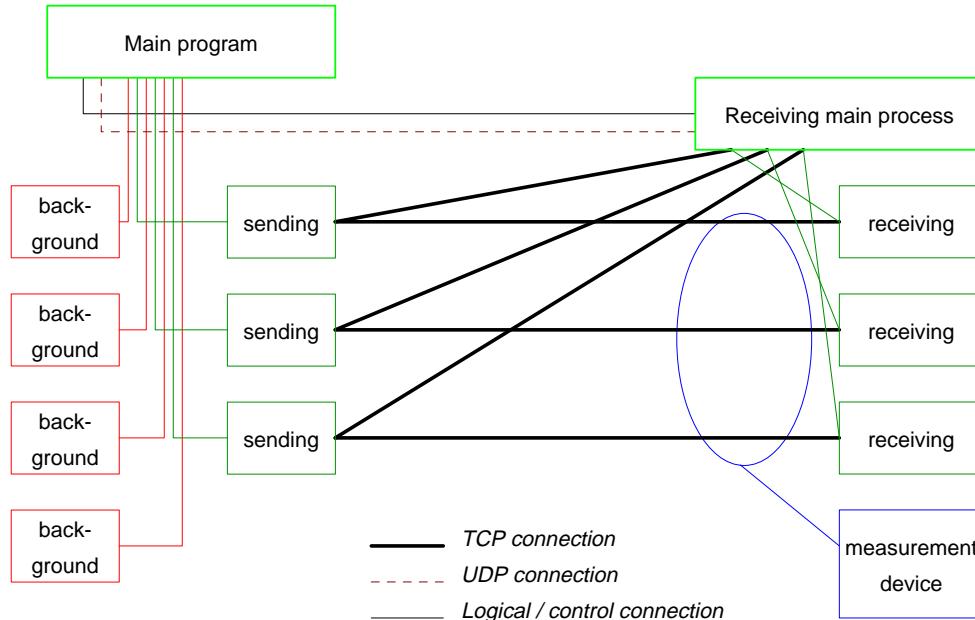 Main program
Receiving main process
back-
ground
sending
receiving
back-
ground
sending
receiving
back-
ground
sending
receiving
back-
ground
measurement
device
TCP connection
UDP connection
Logical / control connection